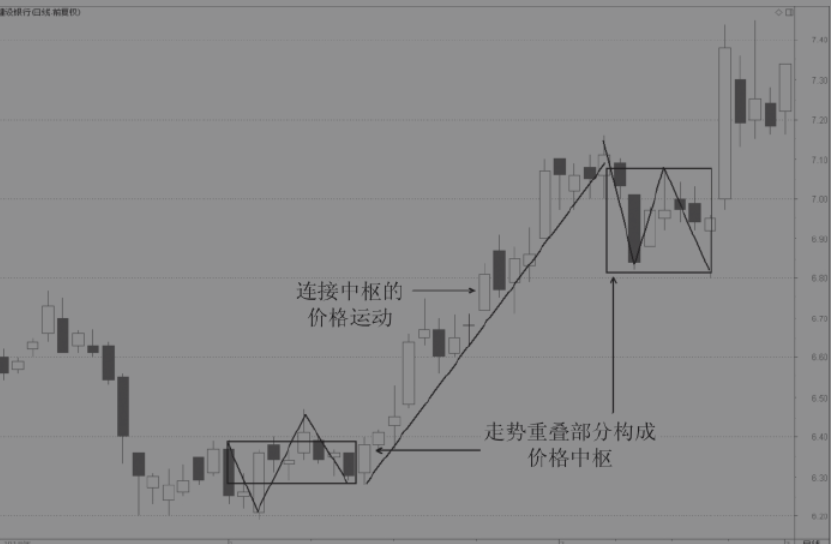 建设银行(日线 前复权)
7.40
7.30
7.20
7.10
7.00
6.90
6.80
6.70
6.60
6.50
6.40
6.30
6.20
连接中枢的
价格运动
走势重叠部分构成
价格中枢
日线